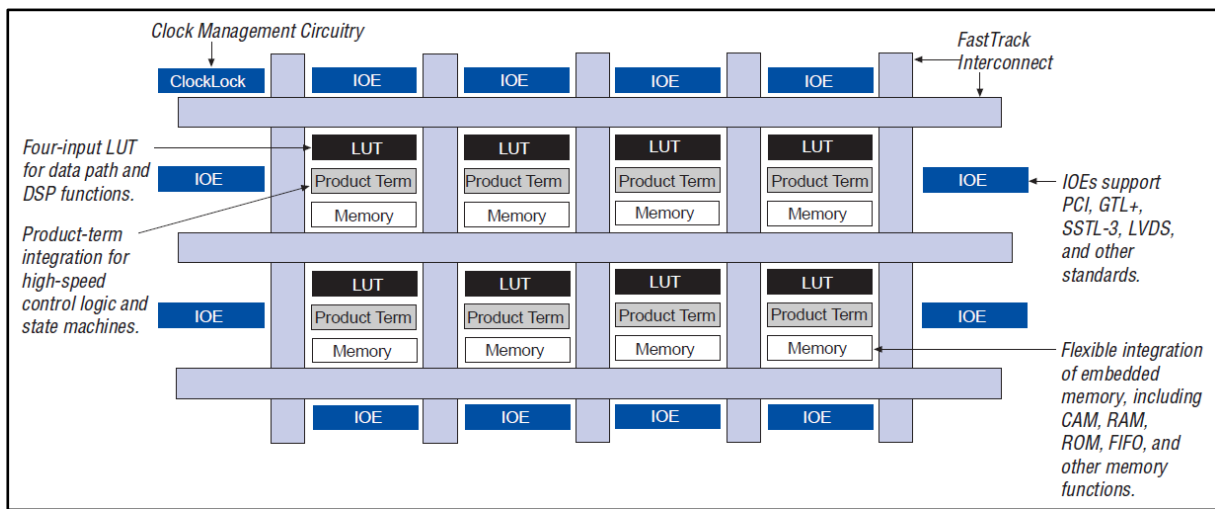 Clock Management Circuitry
FastTrack
Interconnect
ClockLock
IOE
IOE
IOE
IOE
Four-input LUT
for data path and
DSP functions.
LUT
LUT
LUT
LUT
IOE
Product Term
Product Term
Product Term
Product Term
IOE
Memory
Memory
Memory
Memory
IOEs support
PCI, GTL+,
SSTL-3, LVDS,
and other
standards.
Product-term
integration for
high-speed
control logic and
state machines.
LUT
LUT
LUT
LUT
IOE
Product Term
Product Term
Product Term
Product Term
IOE
Memory
Memory
Memory
Memory
Flexible integration
of embedded
memory, including
CAM, RAM,
ROM, FIFO, and
other memory
functions.
IOE
IOE
IOE
IOE